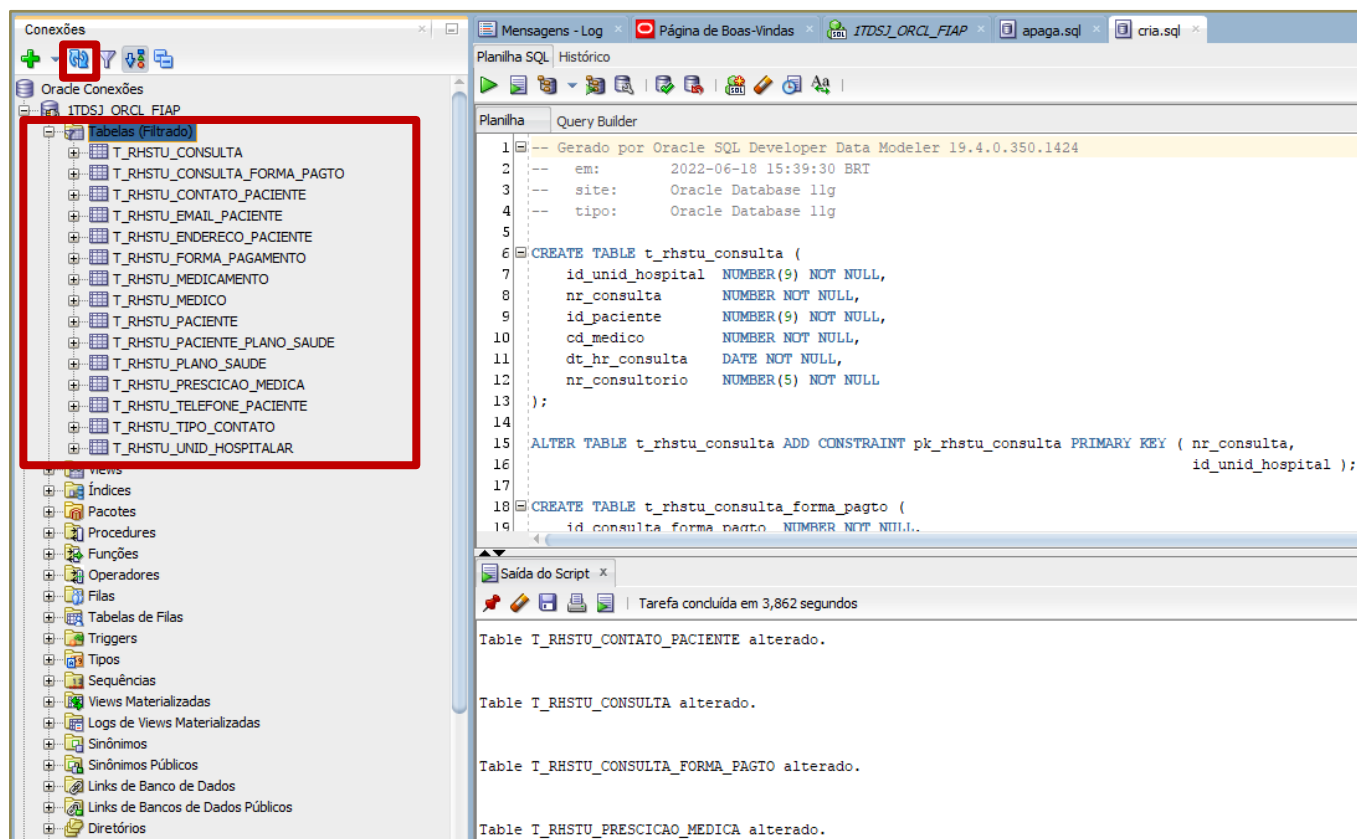 Conexões
Oracle Conexões
1TDSJ_ORCL_FIAP
Tabelas (Filtrado)
T_RHSTU_CONSULTA
T_RHSTU_CONSULTA_FORMA_PAGTO
T_RHSTU_CONTATO_PACIENTE
T_RHSTU_EMAIL_PACIENTE
T_RHSTU_ENDERECO_PACIENTE
T_RHSTU_FORMA_PAGAMENTO
T_RHSTU_MEDICAMENTO
T_RHSTU_MEDICO
T_RHSTU_PACIENTE
T_RHSTU_PACIENTE_PLANO_SAUDE
T_RHSTU_PLANO_SAUDE
T_RHSTU_PRESCICAO_MEDICA
T_RHSTU_TELEFONE_PACIENTE
T_RHSTU_TIPO_CONTATO
T_RHSTU_UNID_HOSPITALAR
Views
Índices
Pacotes
Procedures
Funções
Operadores
Filas
Tabelas de Filas
Triggers
Tipos
Sequências
Views Materializadas
Logs de Views Materializadas
Sinônimos
Sinônimos Públicos
Links de Banco de Dados
Links de Bancos de Dados Públicos
Diretórios
Mensagens - Log
Página de Boas-Vindas
1TDSJ_ORCL_FIAP
apaga.sql
cria.sql
Planilha SQL Histórico
Planilha Query Builder
1 -- Gerado por Oracle SQL Developer Data Modeler 19.4.0.350.1424
2 -- em: 2022-06-18 15:39:30 BRT
3 -- site: Oracle Database 11g
4 -- tipo: Oracle Database 11g
5
6 CREATE TABLE t_rhstu_consulta (
7 id_unid_hospital NUMBER(9) NOT NULL,
8 nr_consulta NUMBER NOT NULL,
9 id_paciente NUMBER(9) NOT NULL,
10 cd_medico NUMBER NOT NULL,
11 dt_hr_consulta DATE NOT NULL,
12 nr_consultorio NUMBER(5) NOT NULL
13 );
14
15 ALTER TABLE t_rhstu_consulta ADD CONSTRAINT pk_rhstu_consulta PRIMARY KEY ( nr_consulta,
16 id_unid_hospital );
17
18 CREATE TABLE t_rhstu_consulta_forma_pagto (
19 id_consulta_forma_pagto NUMBER NOT NULL,
Saída do Script
Tarefa concluída em 3,862 segundos
Table T_RHSTU_CONTATO_PACIENTE alterado.
Table T_RHSTU_CONSULTA alterado.
Table T_RHSTU_CONSULTA_FORMA_PAGTO alterado.
Table T_RHSTU_PRESCICAO_MEDICA alterado.